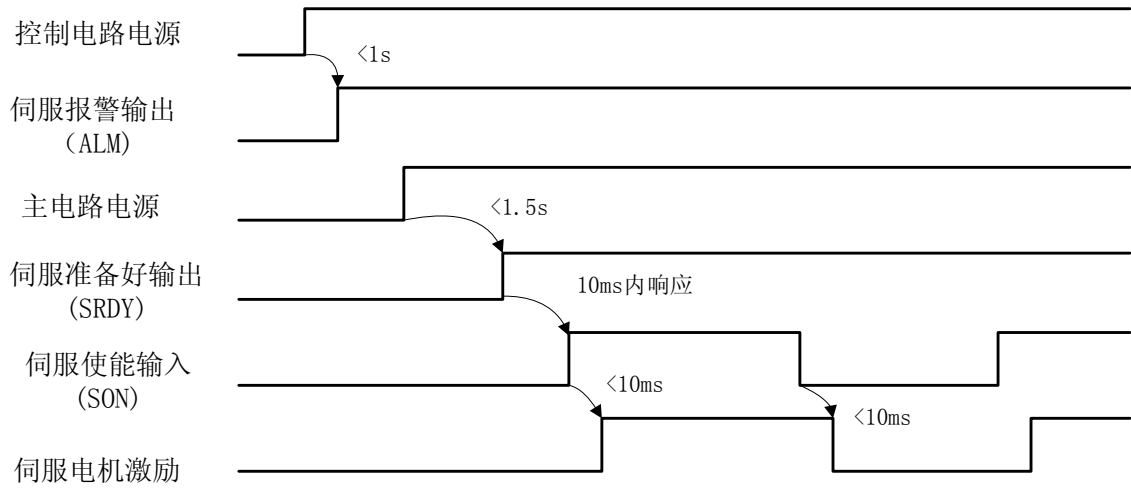 控制电路电源
<1s
伺服报警输出
（ALM)
主电路电源
<1.5s
伺服准备好输出
(SRDY)
10ms内响应
伺服使能输入
(SON)
<10ms
<10ms
伺服电机激励